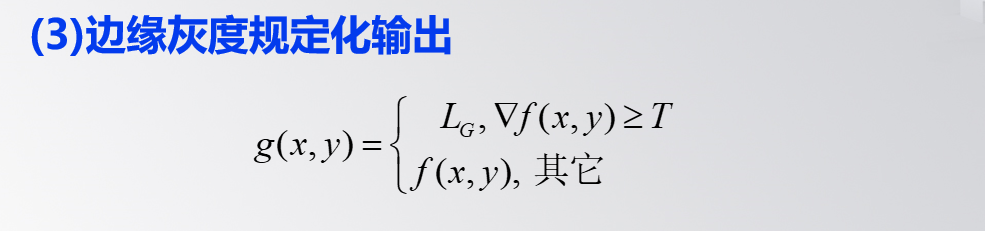 (3)边缘灰度规定化输出
g(x,y)={ L_G, ∇f(x,y)≥T
f(x,y), 其它